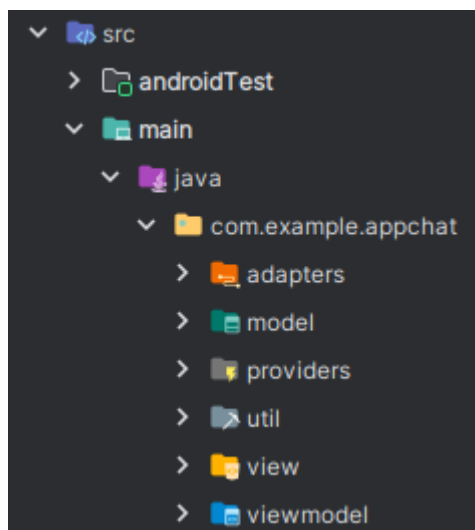 src
androidTest
main
java
com.example.appchat
adapters
model
providers
util
view
viewmodel